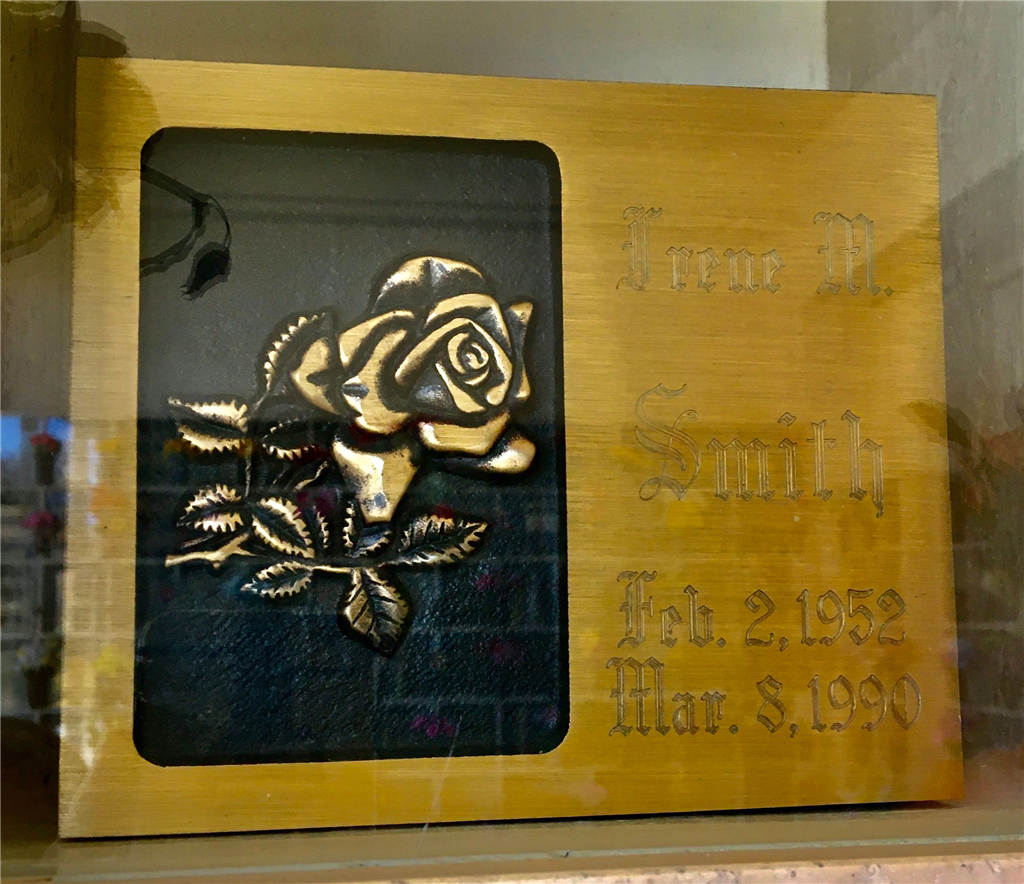 Irene M.
Smith
Feb. 2, 1952
Mar. 8, 1990